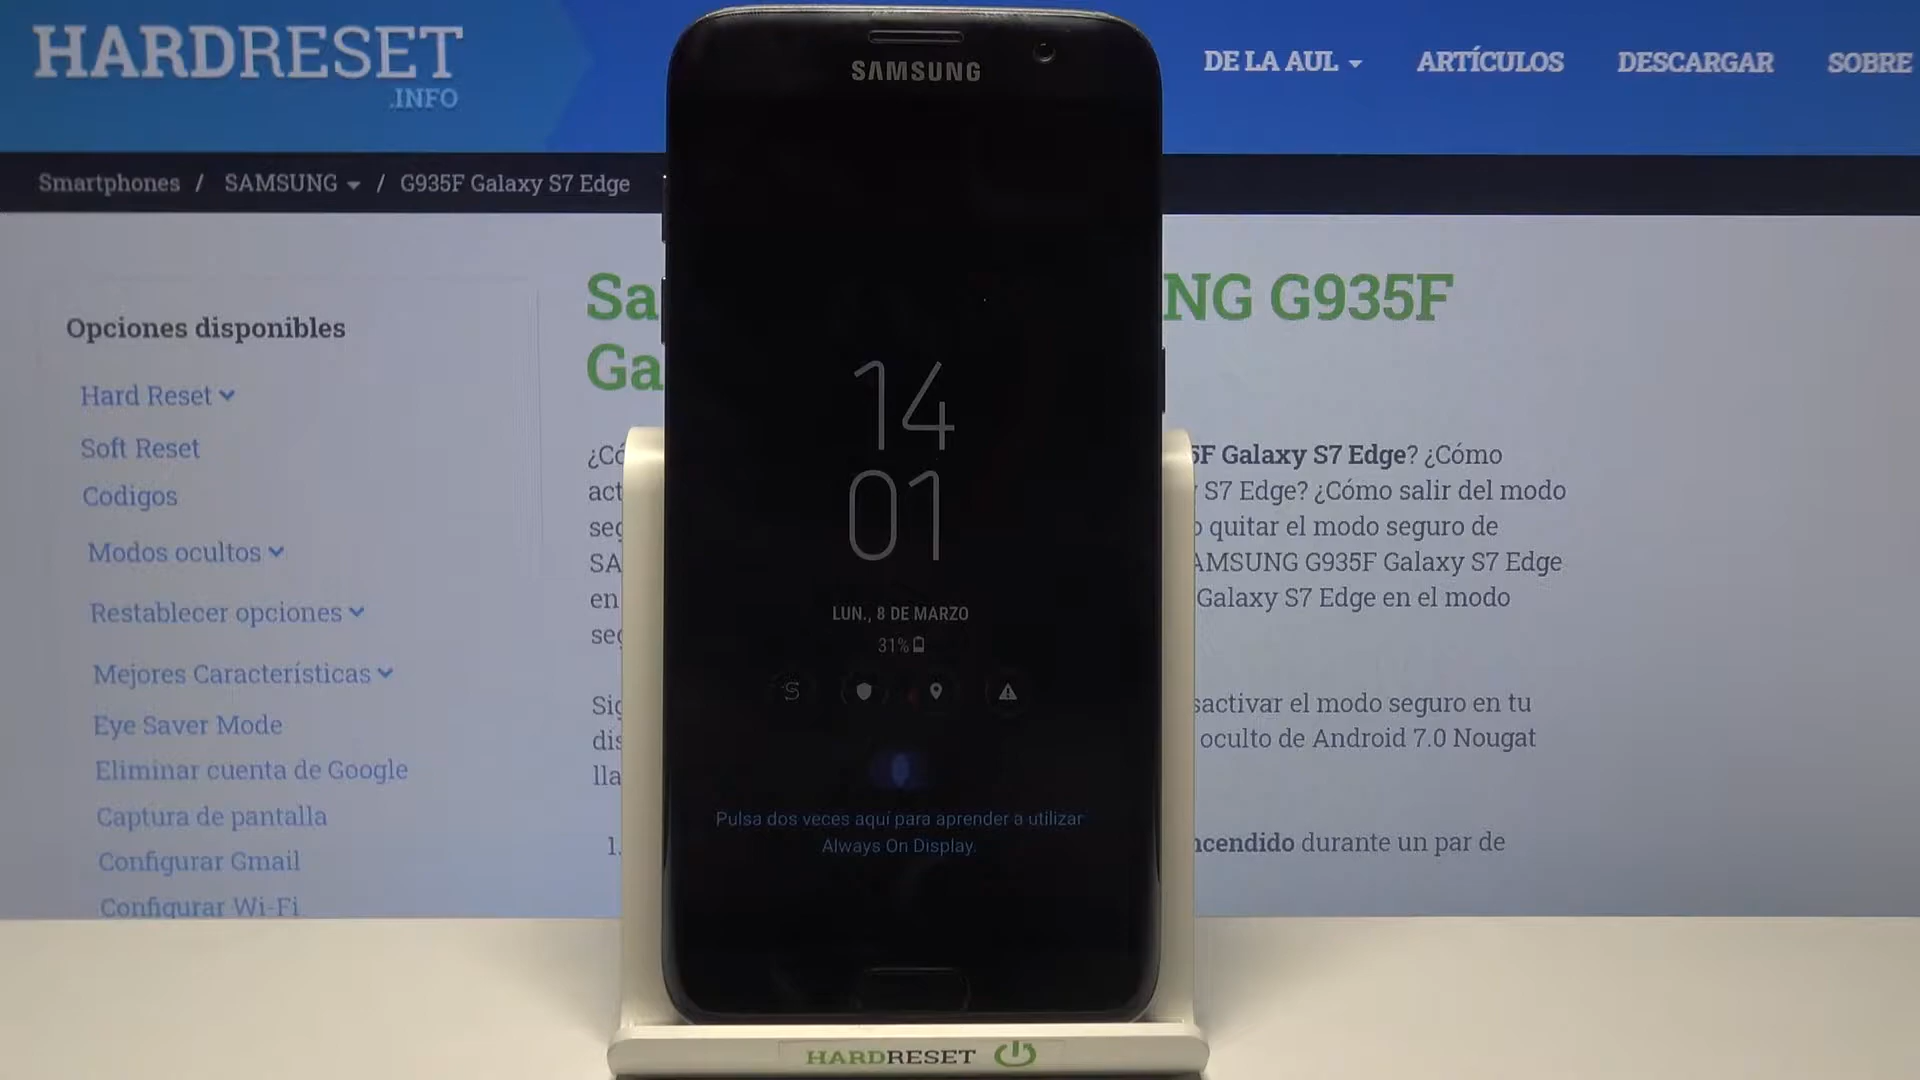 HARDRESET
.INFO
DE LA AUL
ARTÍCULOS
DESCARGAR
SOBRE
Smartphones / SAMSUNG / G935F Galaxy S7 Edge
Opciones disponibles
Hard Reset
Soft Reset
Codigos
Modos ocultos
Restablecer opciones
Mejores Características
Eye Saver Mode
Eliminar cuenta de Google
Captura de pantalla
Configurar Gmail
Configurar Wi-Fi
Sa NG G935F
Ga
¿Có 5F Galaxy S7 Edge? ¿Cómo
act S7 Edge? ¿Cómo salir del modo
seg o quitar el modo seguro de
SA AMSUNG G935F Galaxy S7 Edge
en Galaxy S7 Edge en el modo
seg
Sig sactivar el modo seguro en tu
dis oculto de Android 7.0 Nougat
lla
1. ncendido durante un par de
SAMSUNG
14
01
LUN., 8 DE MARZO
31%
Pulsa dos veces aquí para aprender a utilizar
Always On Display.
HARDRESET